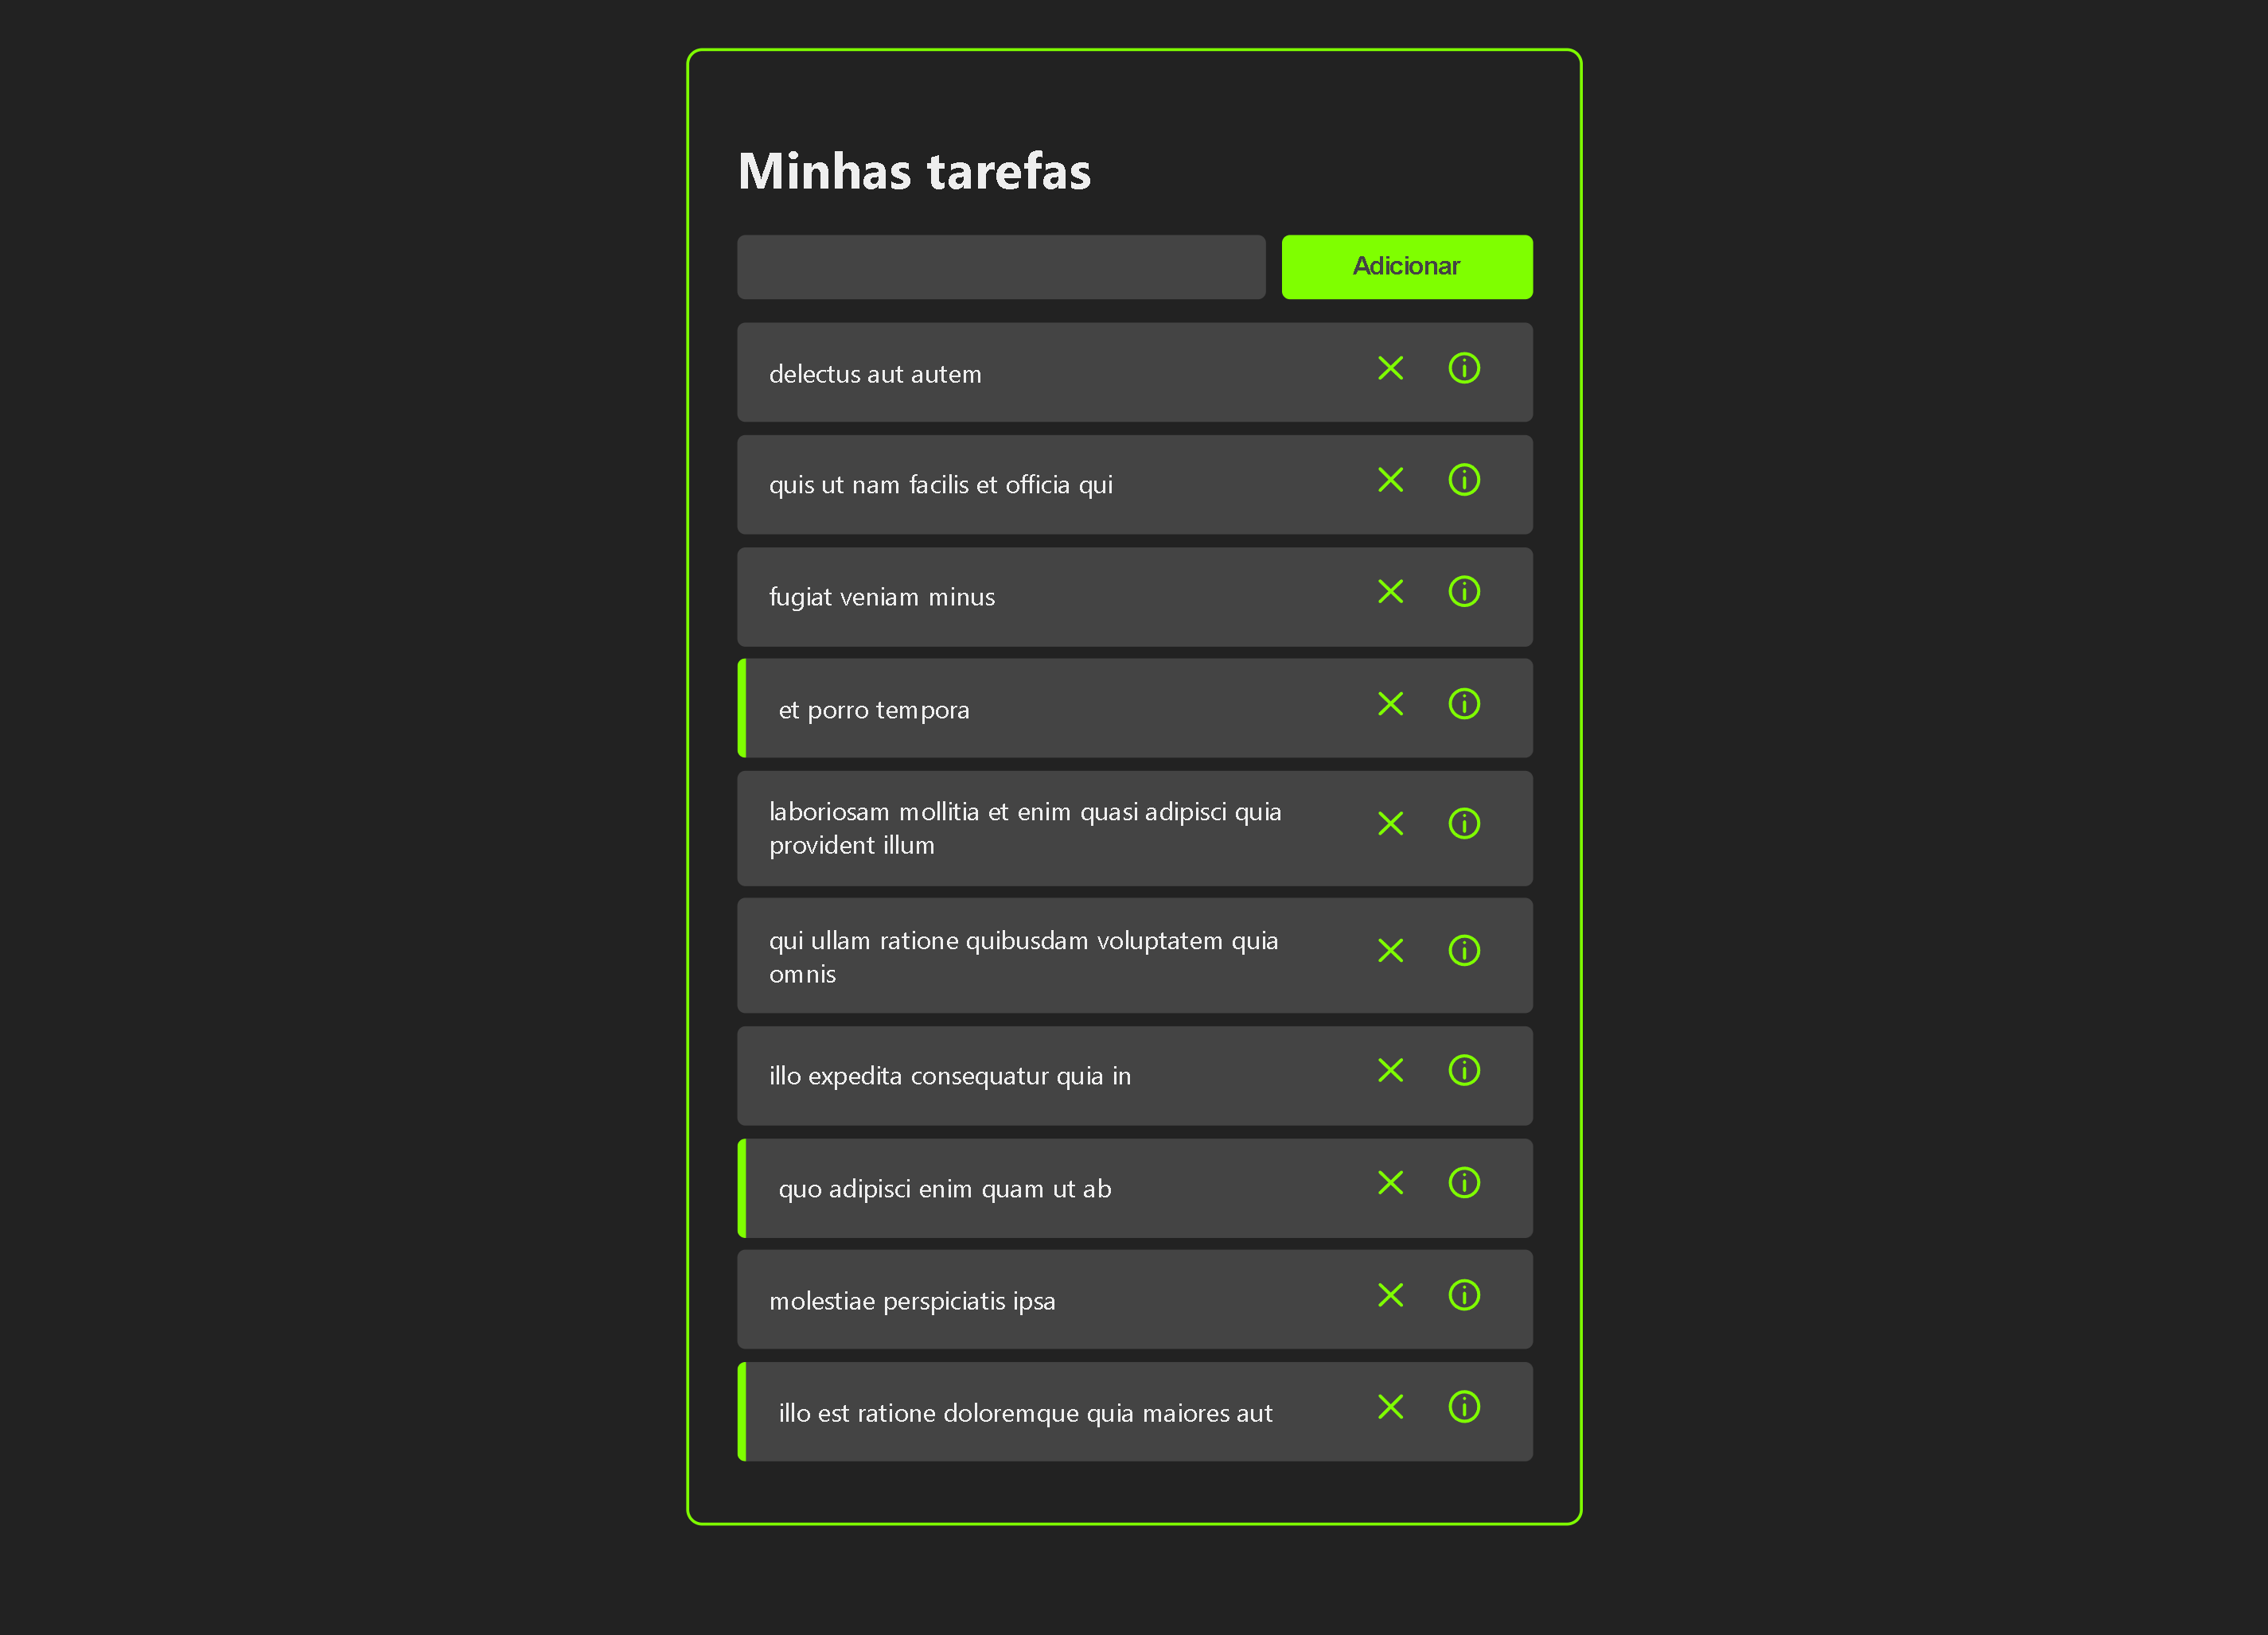 Minhas tarefas
Adicionar
delectus aut autem
quis ut nam facilis et officia qui
fugiat veniam minus
et porro tempora
laboriosam mollitia et enim quasi adipisci quia
provident illum
qui ullam ratione quibusdam voluptatem quia
omnis
illo expedita consequatur quia in
quo adipisci enim quam ut ab
molestiae perspiciatis ipsa
illo est ratione doloremque quia maiores aut